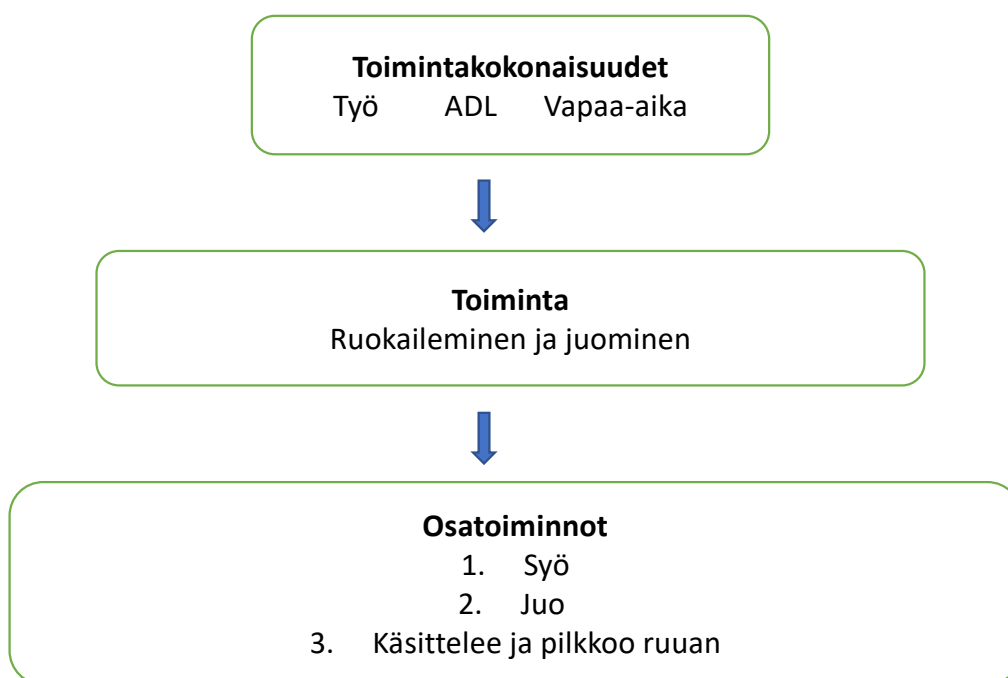 Toimintakokonaisuudet
Työ ADL Vapaa-aika
Toiminta
Ruokaileminen ja juominen
Osatoiminnot
1. Syö
2. Juo
3. Käsittelee ja pilkkoo ruuan